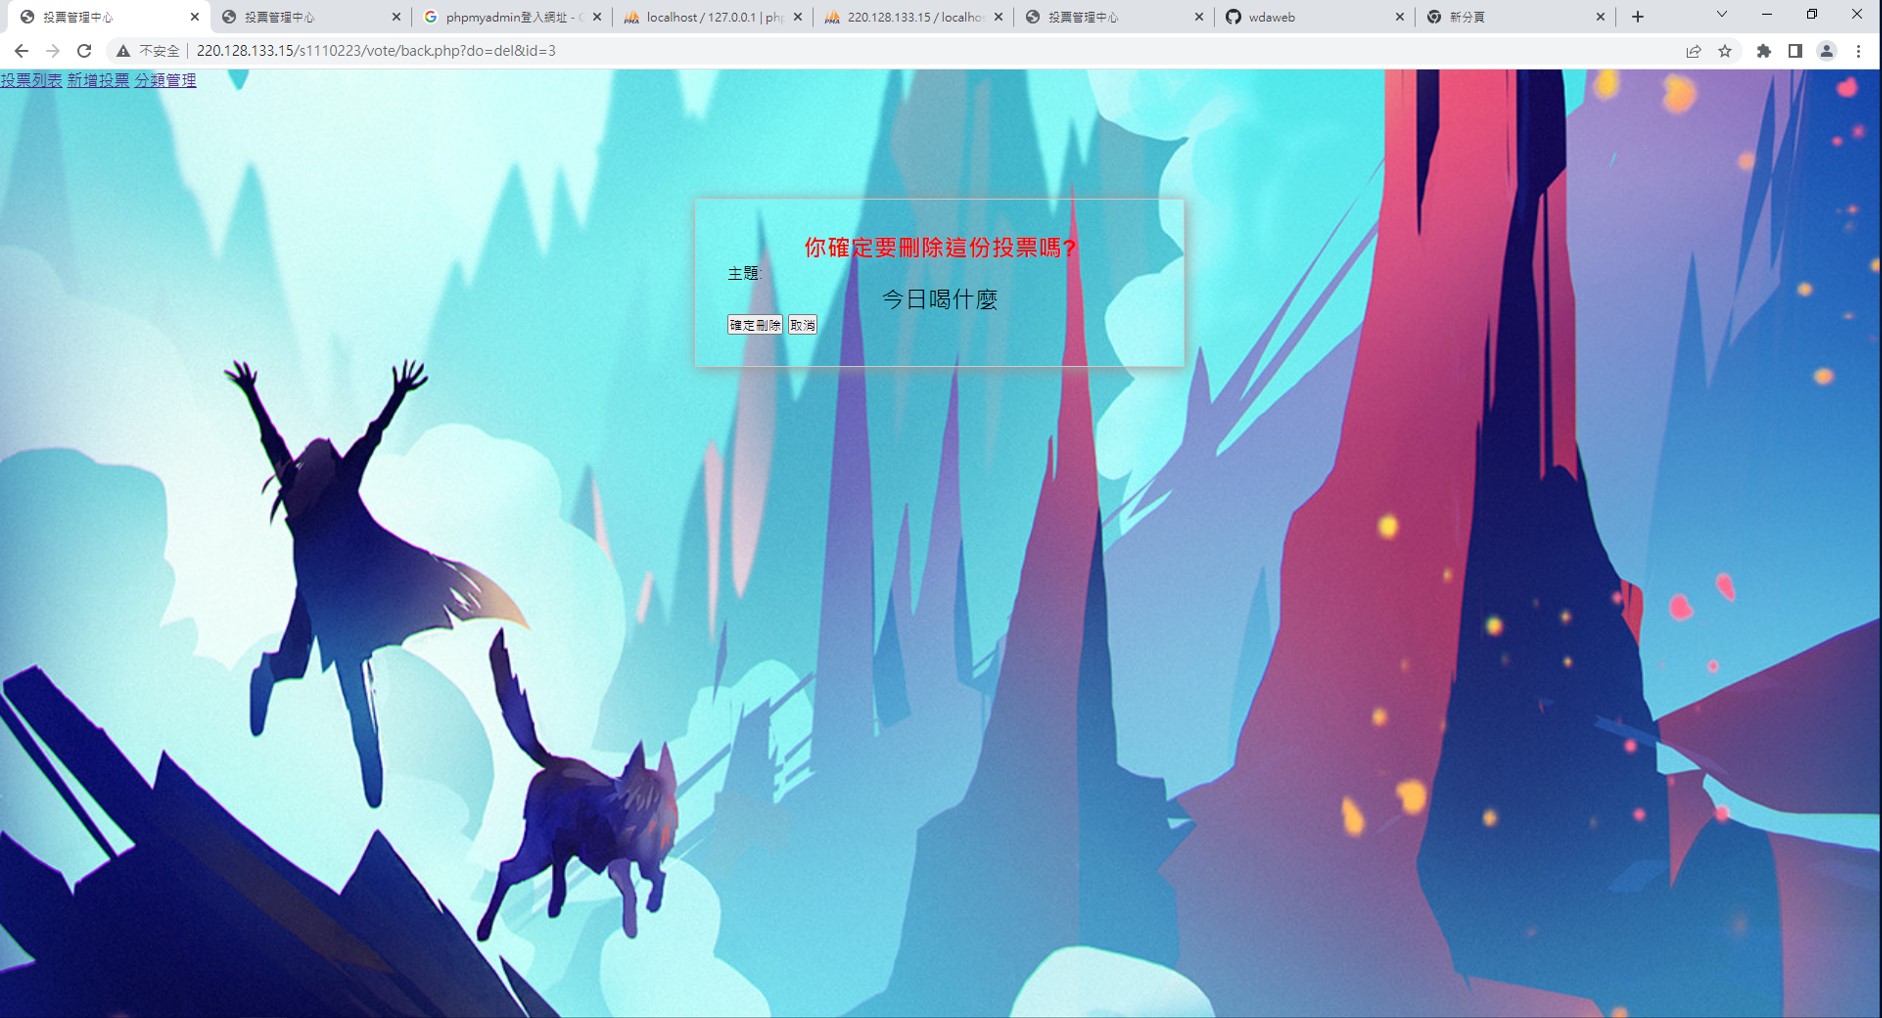 投票管理中心
投票管理中心
phpmyadmin登入網址 - G
localhost / 127.0.0.1 | php
220.128.133.15 / localhos
投票管理中心
wdaweb
新分頁
不安全 | 220.128.133.15/s1110223/vote/back.php?do=del&id=3
投票列表 新增投票 分類管理
你確定要刪除這份投票嗎?
主題:
今日喝什麼
確定刪除 取消